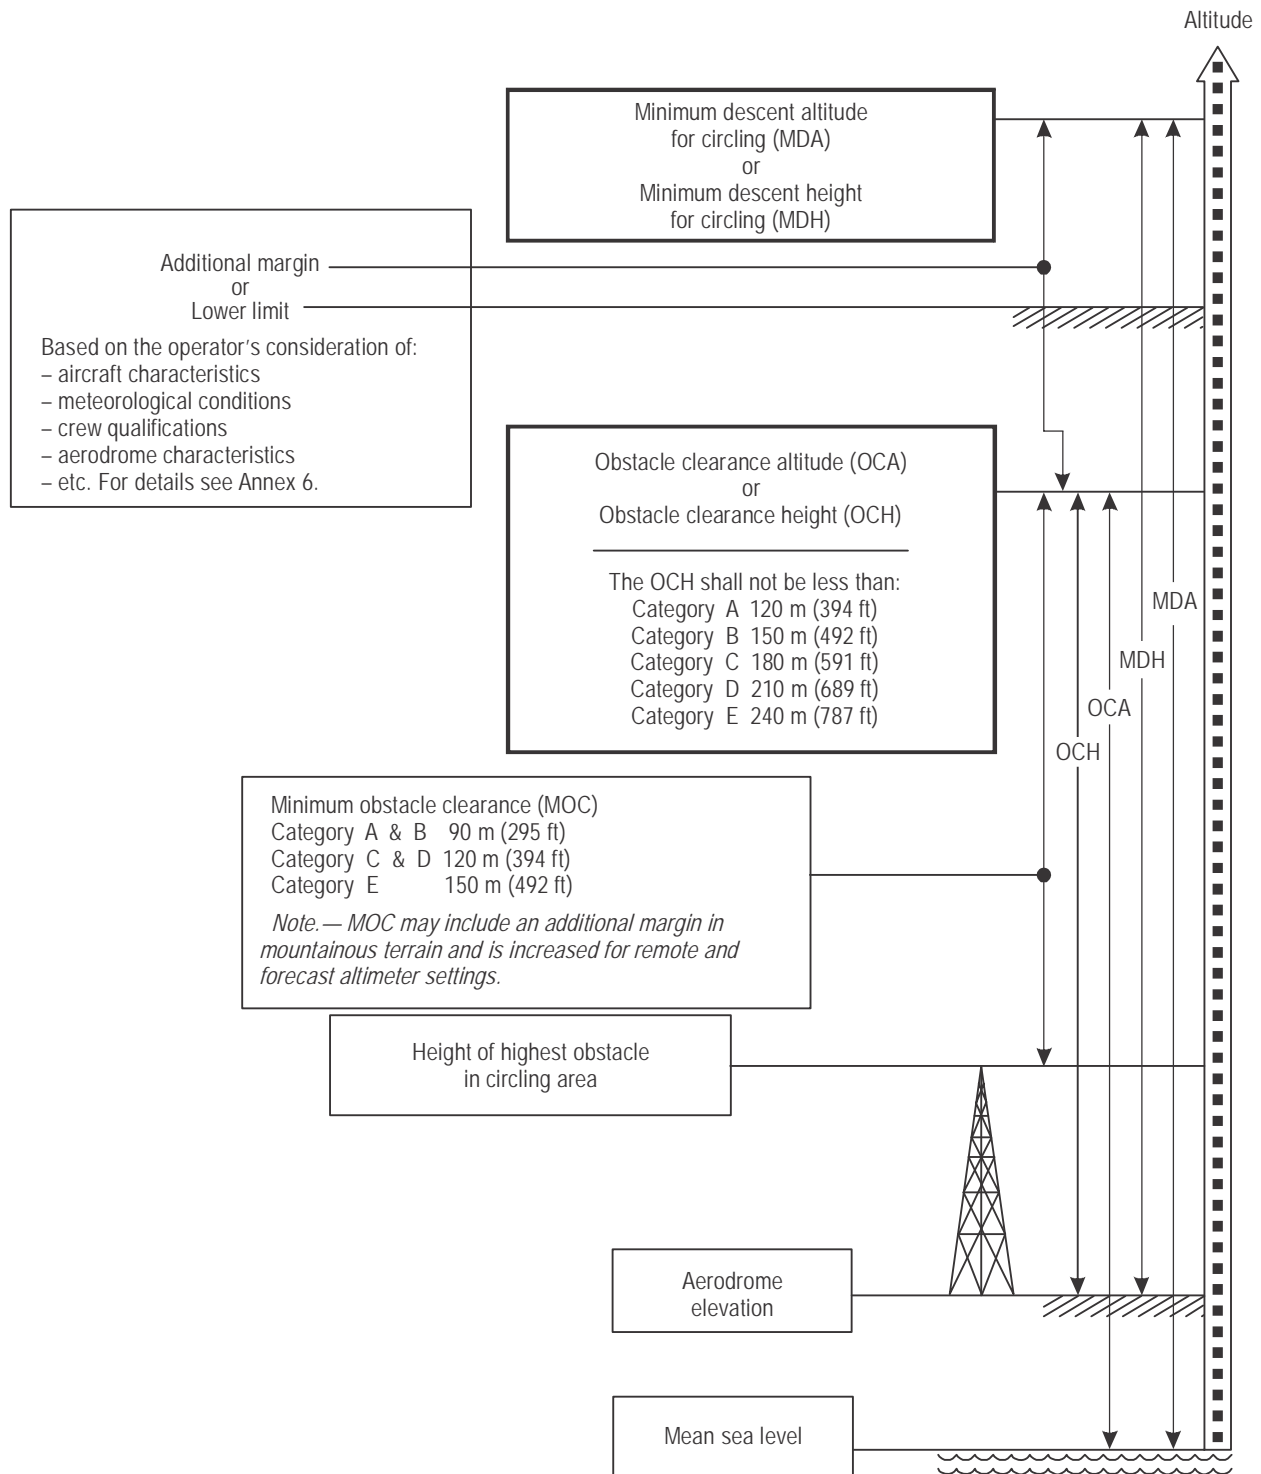 Altitude
Minimum descent altitude
for circling (MDA)
or
Minimum descent height
for circling (MDH)
Additional margin
or
Lower limit
Based on the operator's consideration of:
– aircraft characteristics
– meteorological conditions
– crew qualifications
– aerodrome characteristics
– etc. For details see Annex 6.
Obstacle clearance altitude (OCA)
or
Obstacle clearance height (OCH)
The OCH shall not be less than:
Category A 120 m (394 ft)
Category B 150 m (492 ft)
Category C 180 m (591 ft)
Category D 210 m (689 ft)
Category E 240 m (787 ft)
MDA
MDH
OCA
OCH
Minimum obstacle clearance (MOC)
Category A & B 90 m (295 ft)
Category C & D 120 m (394 ft)
Category E 150 m (492 ft)
Note.— MOC may include an additional margin in
mountainous terrain and is increased for remote and
forecast altimeter settings.
Height of highest obstacle
in circling area
Aerodrome
elevation
Mean sea level